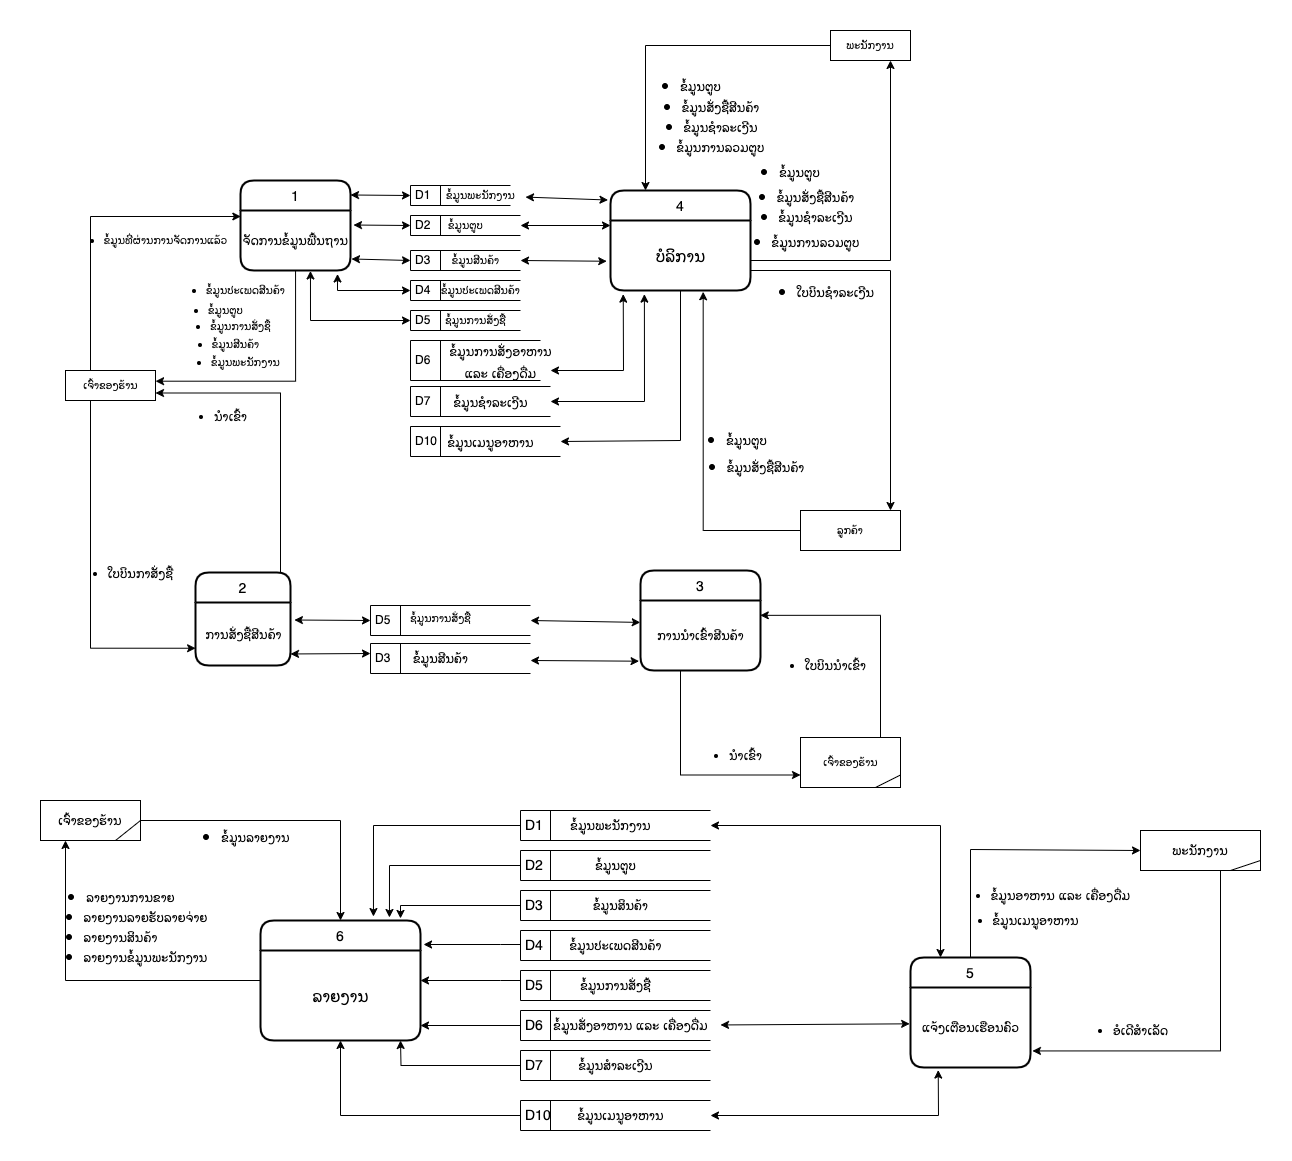 ພະນັກງານ
ຂໍ້ມູນຕູບ
ຂໍ້ມູນສັ່ງຊື້ສິນຄ້າ
ຂໍ້ມູນຊຳລະເງິນ
ຂໍ້ມູນການລວມຕູບ
ຂໍ້ມູນຕູບ
ຂໍ້ມູນສັ່ງຊື້ສິນຄ້າ
ຂໍ້ມູນຊຳລະເງິນ
ຂໍ້ມູນການລວມຕູບ
1
ຈັດການຂໍ້ມູນພື້ນຖານ
D1 ຂໍ້ມູນພະນັກງານ
D2 ຂໍ້ມູນຕູບ
D3 ຂໍ້ມູນສິນຄ້າ
D4 ຂໍ້ມູນປະເພດສິນຄ້າ
D5 ຂໍ້ມູນການສັ່ງຊື້
D6 ຂໍ້ມູນການສັ່ງອາຫານ
ແລະ ເຄື່ອງດື່ມ
D7 ຂໍ້ມູນຊຳລະເງິນ
D10 ຂໍ້ມູນເມນູອາຫານ
4
ບໍລິການ
ຂໍ້ມູນທີ່ຜ່ານການຈັດການແລ້ວ
ໃບບິນຊຳລະເງິນ
ຂໍ້ມູນປະເພດສິນຄ້າ
ຂໍ້ມູນຕູບ
ຂໍ້ມູນການສັ່ງຊື້
ຂໍ້ມູນສິນຄ້າ
ຂໍ້ມູນພະນັກງານ
ເຈົ້າຂອງຮ້ານ
ນຳເຂົ້າ
ຂໍ້ມູນຕູບ
ຂໍ້ມູນສັ່ງຊື້ສິນຄ້າ
ລູກຄ້າ
ໃບບິນກາສັ່ງຊື້
2
ການສັ່ງຊື້ສິນຄ້າ
D5 ຂໍ້ມູນການສັ່ງຊື້
D3 ຂໍ້ມູນສິນຄ້າ
3
ການນຳເຂົ້າສິນຄ້າ
ໃບບິນນຳເຂົ້າ
ນຳເຂົ້າ
ເຈົ້າຂອງຮ້ານ
ເຈົ້າຂອງຮ້ານ
ຂໍ້ມູນລາຍງານ
ລາຍງານການຂາຍ
ລາຍງານລາຍຮັບລາຍຈ່າຍ
ລາຍງານສິນຄ້າ
ລາຍງານຂໍ້ມູນພະນັກງານ
6
ລາຍງານ
D1 ຂໍ້ມູນພະນັກງານ
D2 ຂໍ້ມູນຕູບ
D3 ຂໍ້ມູນສິນຄ້າ
D4 ຂໍ້ມູນປະເພດສິນຄ້າ
D5 ຂໍ້ມູນການສັ່ງຊື້
D6 ຂໍ້ມູນສັ່ງອາຫານ ແລະ ເຄື່ອງດື່ມ
D7 ຂໍ້ມູນສຳລະເງິນ
D10 ຂໍ້ມູນເມນູອາຫານ
ພະນັກງານ
ຂໍ້ມູນອາຫານ ແລະ ເຄື່ອງດື່ມ
ຂໍ້ມູນເມນູອາຫານ
5
ແຈ້ງເຕືອນເຮືອນຄົວ
ອໍເດີສຳເລັດ